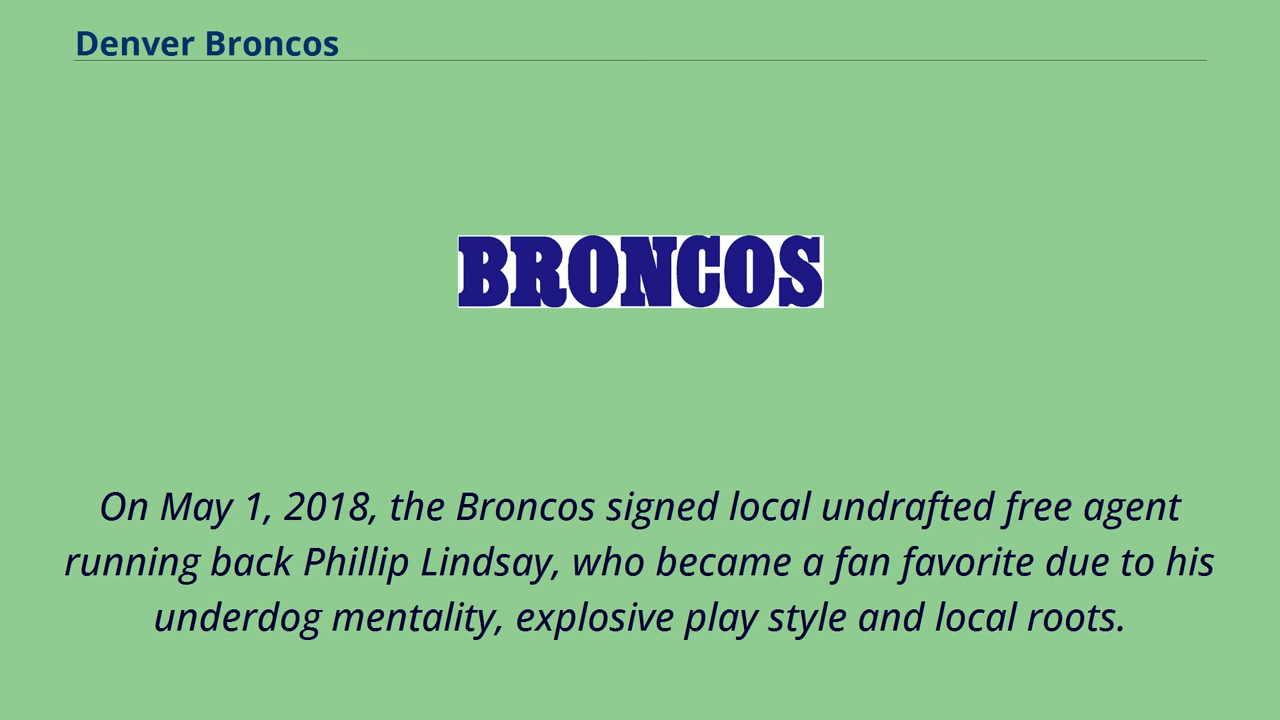 Denver Broncos
BRONCOS
On May 1, 2018, the Broncos signed local undrafted free agent
running back Phillip Lindsay, who became a fan favorite due to his
underdog mentality, explosive play style and local roots.